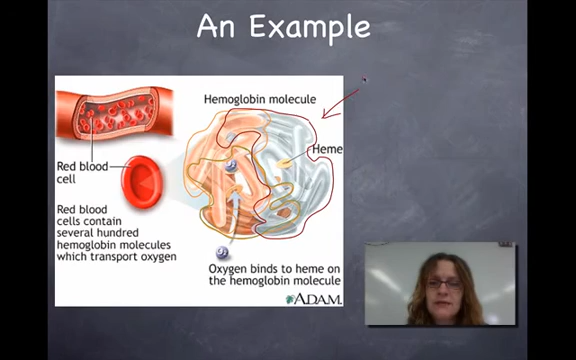 An Example
Hemoglobin molecule
Heme
Red blood
cell
Red blood
cells contain
several hundred
hemoglobin molecules
which transport oxygen
Oxygen binds to heme on
the hemoglobin molecule
ADAM.